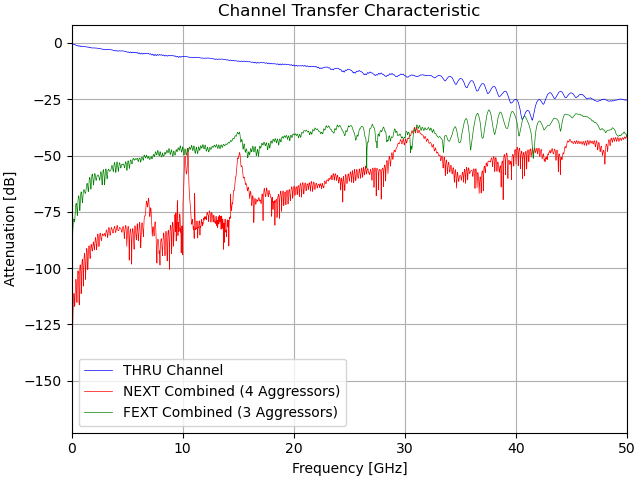 Channel Transfer Characteristic
Attenuation [dB]
0
−25
−50
−75
−100
−125
−150
THRU Channel
NEXT Combined (4 Aggressors)
FEXT Combined (3 Aggressors)
0
10
20
30
40
50
Frequency [GHz]